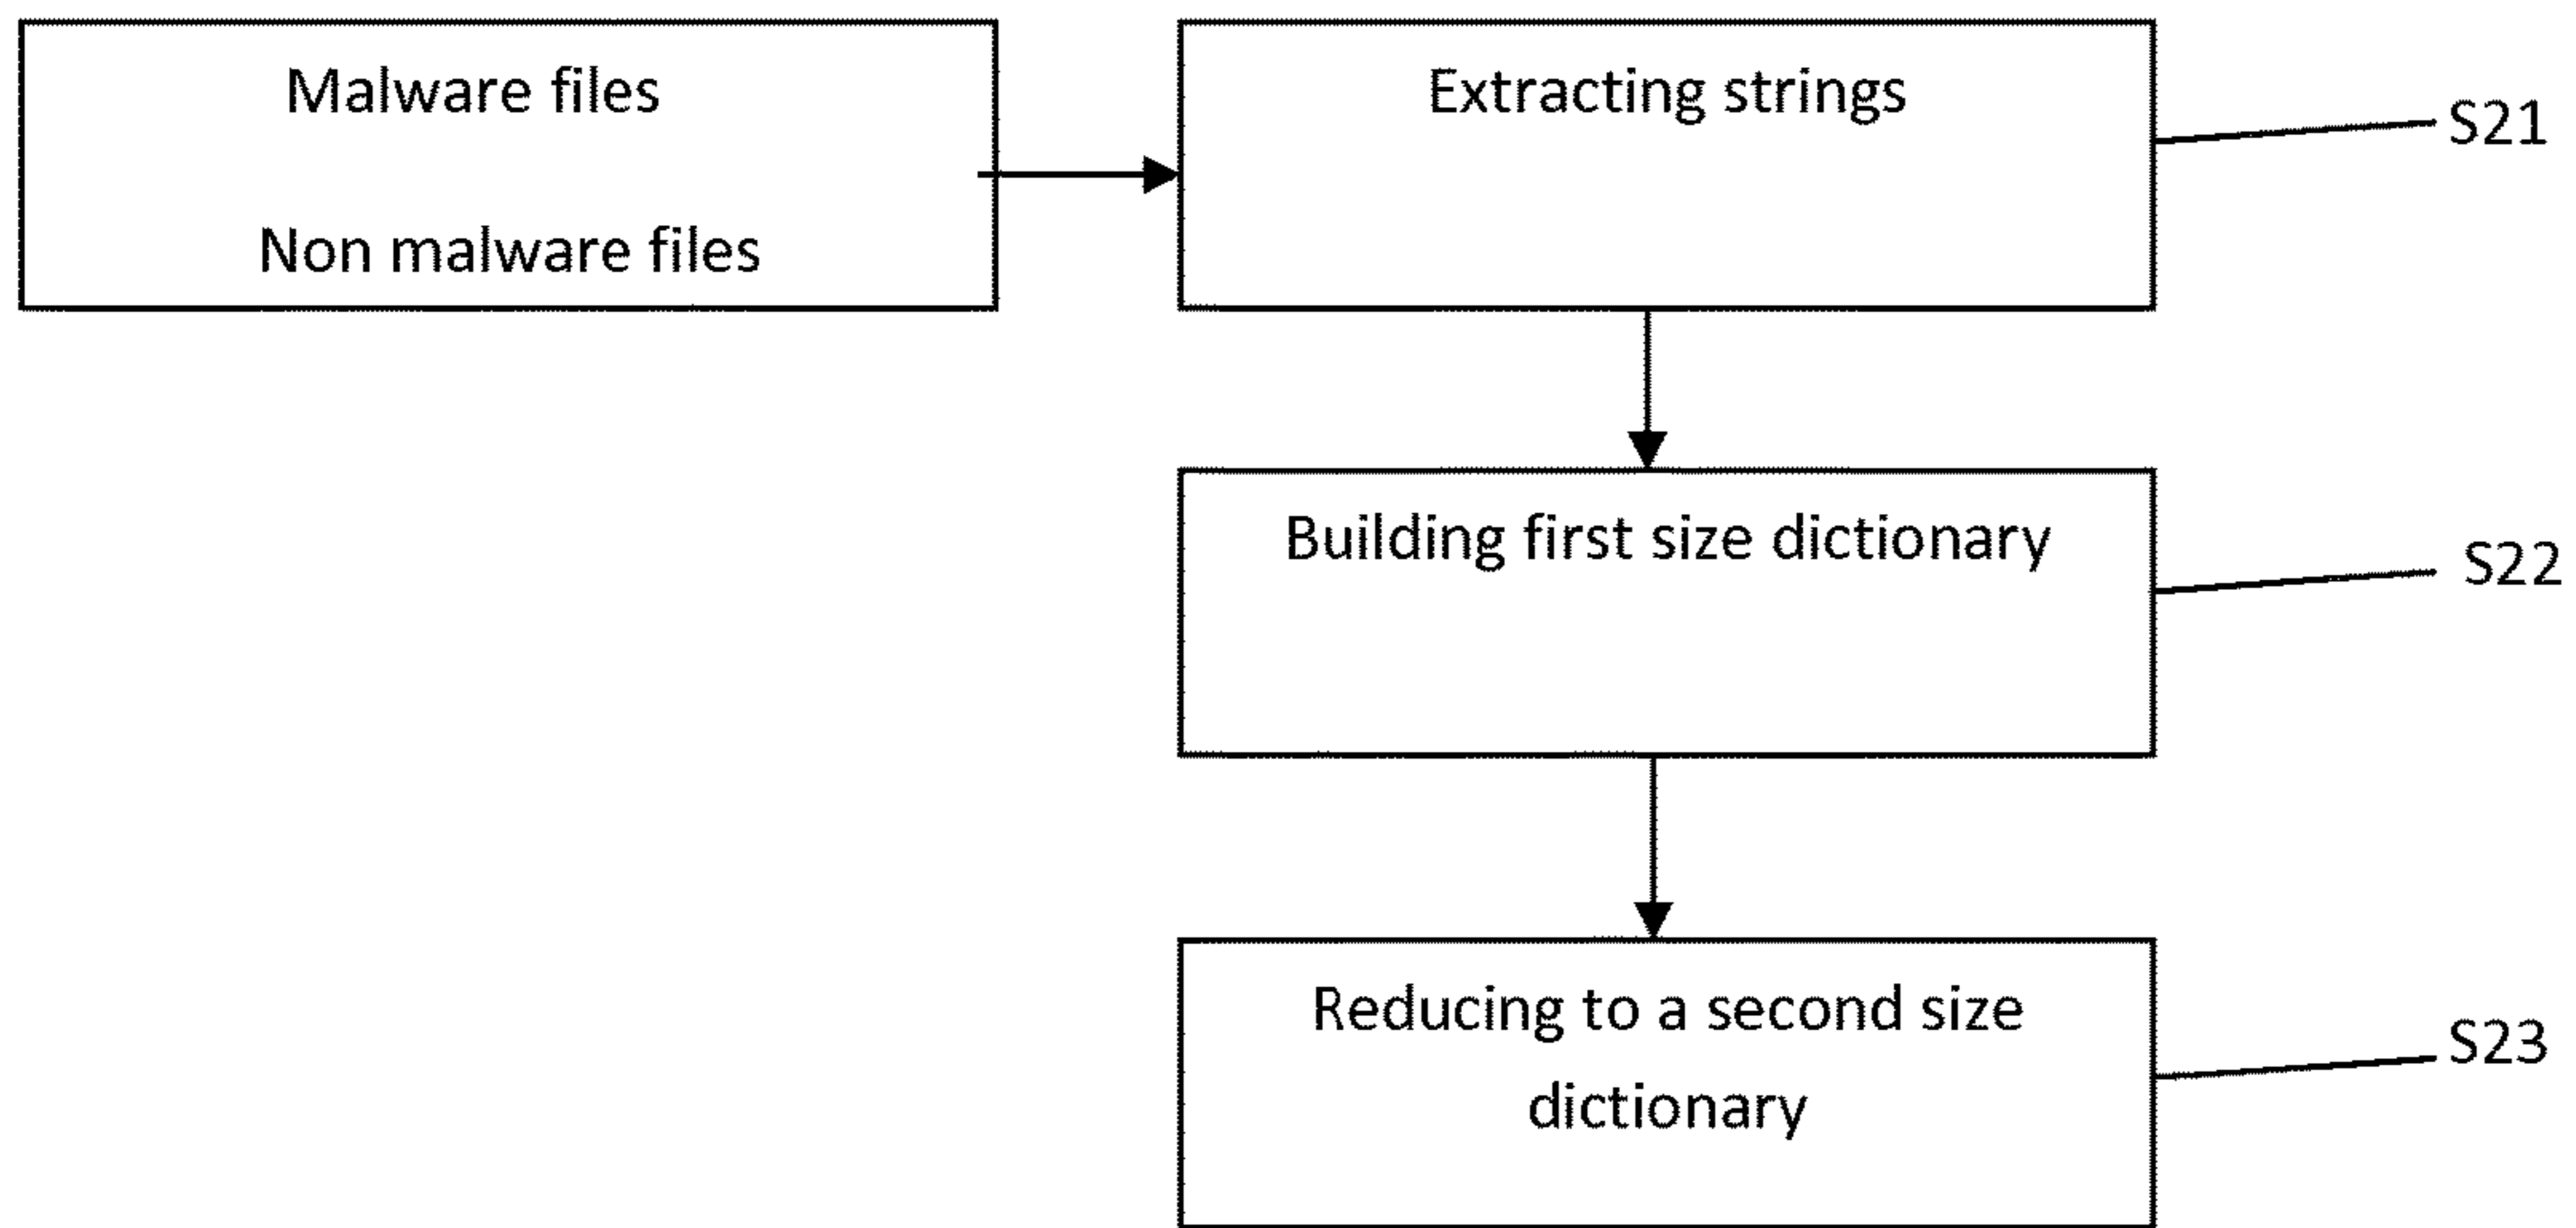 Malware files
Non malware files
Extracting strings
S21
Building first size dictionary
S22
Reducing to a second size
dictionary
S23